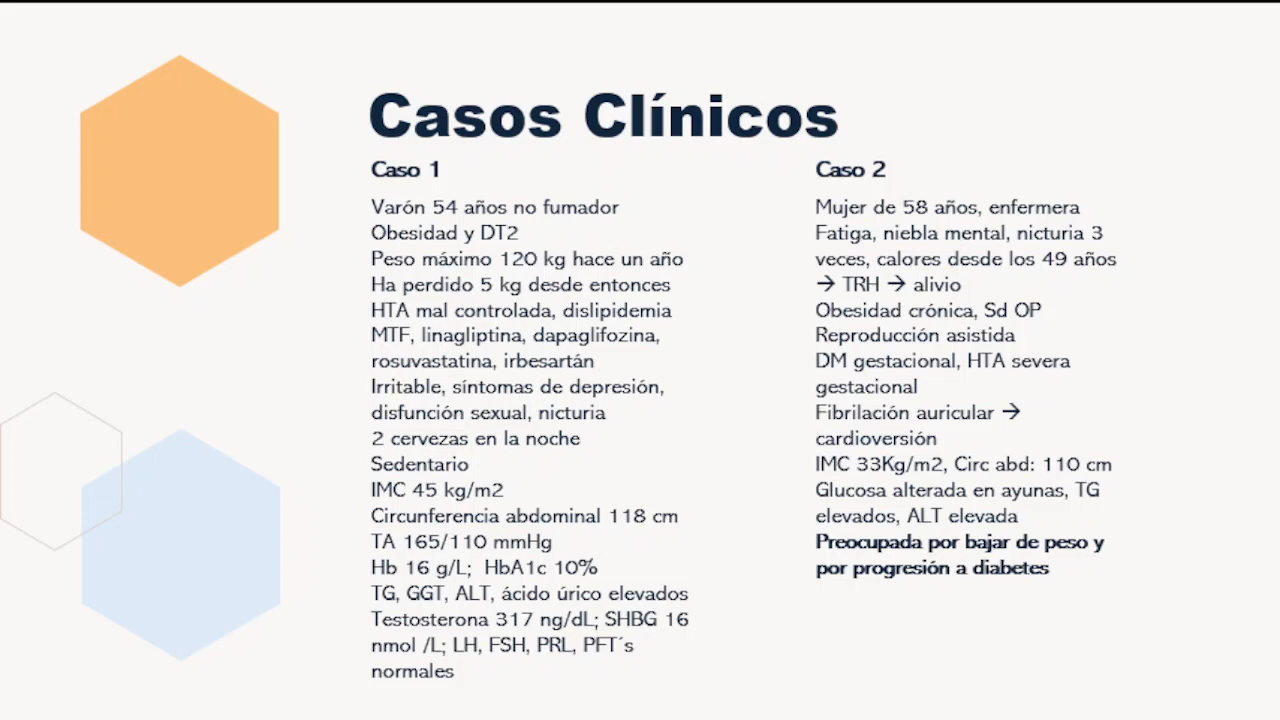 Casos Clínicos
Caso 1
Varón 54 años no fumador
Obesidad y DT2
Peso máximo 120 kg hace un año
Ha perdido 5 kg desde entonces
HTA mal controlada, dislipidemia
MTF, linagliptina, dapaglifozina,
rosuvastatina, irbesartán
Irritable, síntomas de depresión,
disfunción sexual, nicturia
2 cervezas en la noche
Sedentario
IMC 45 kg/m2
Circunferencia abdominal 118 cm
TA 165/110 mmHg
Hb 16 g/L;  HbA1c 10%
TG, GGT, ALT, ácido úrico elevados
Testosterona 317 ng/dL; SHBG 16
nmol /L; LH, FSH, PRL, PFT´s
normales
Caso 2
Mujer de 58 años, enfermera
Fatiga, niebla mental, nicturia 3
veces, calores desde los 49 años
→ TRH → alivio
Obesidad crónica, Sd OP
Reproducción asistida
DM gestacional, HTA severa
gestacional
Fibrilación auricular →
cardioversión
IMC 33Kg/m2, Circ abd: 110 cm
Glucosa alterada en ayunas, TG
elevados, ALT elevada
Preocupada por bajar de peso y
por progresión a diabetes